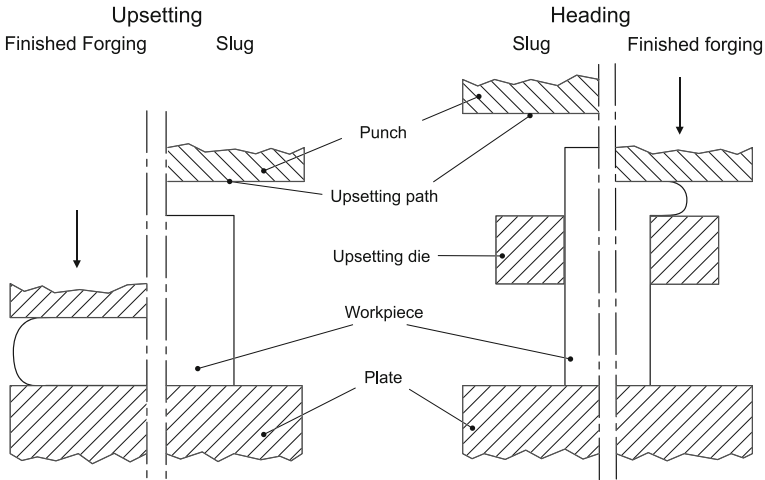 Upsetting
Heading
Finished Forging
Slug
Slug
Finished forging
Punch
Upsetting path
Upsetting die
Workpiece
Plate